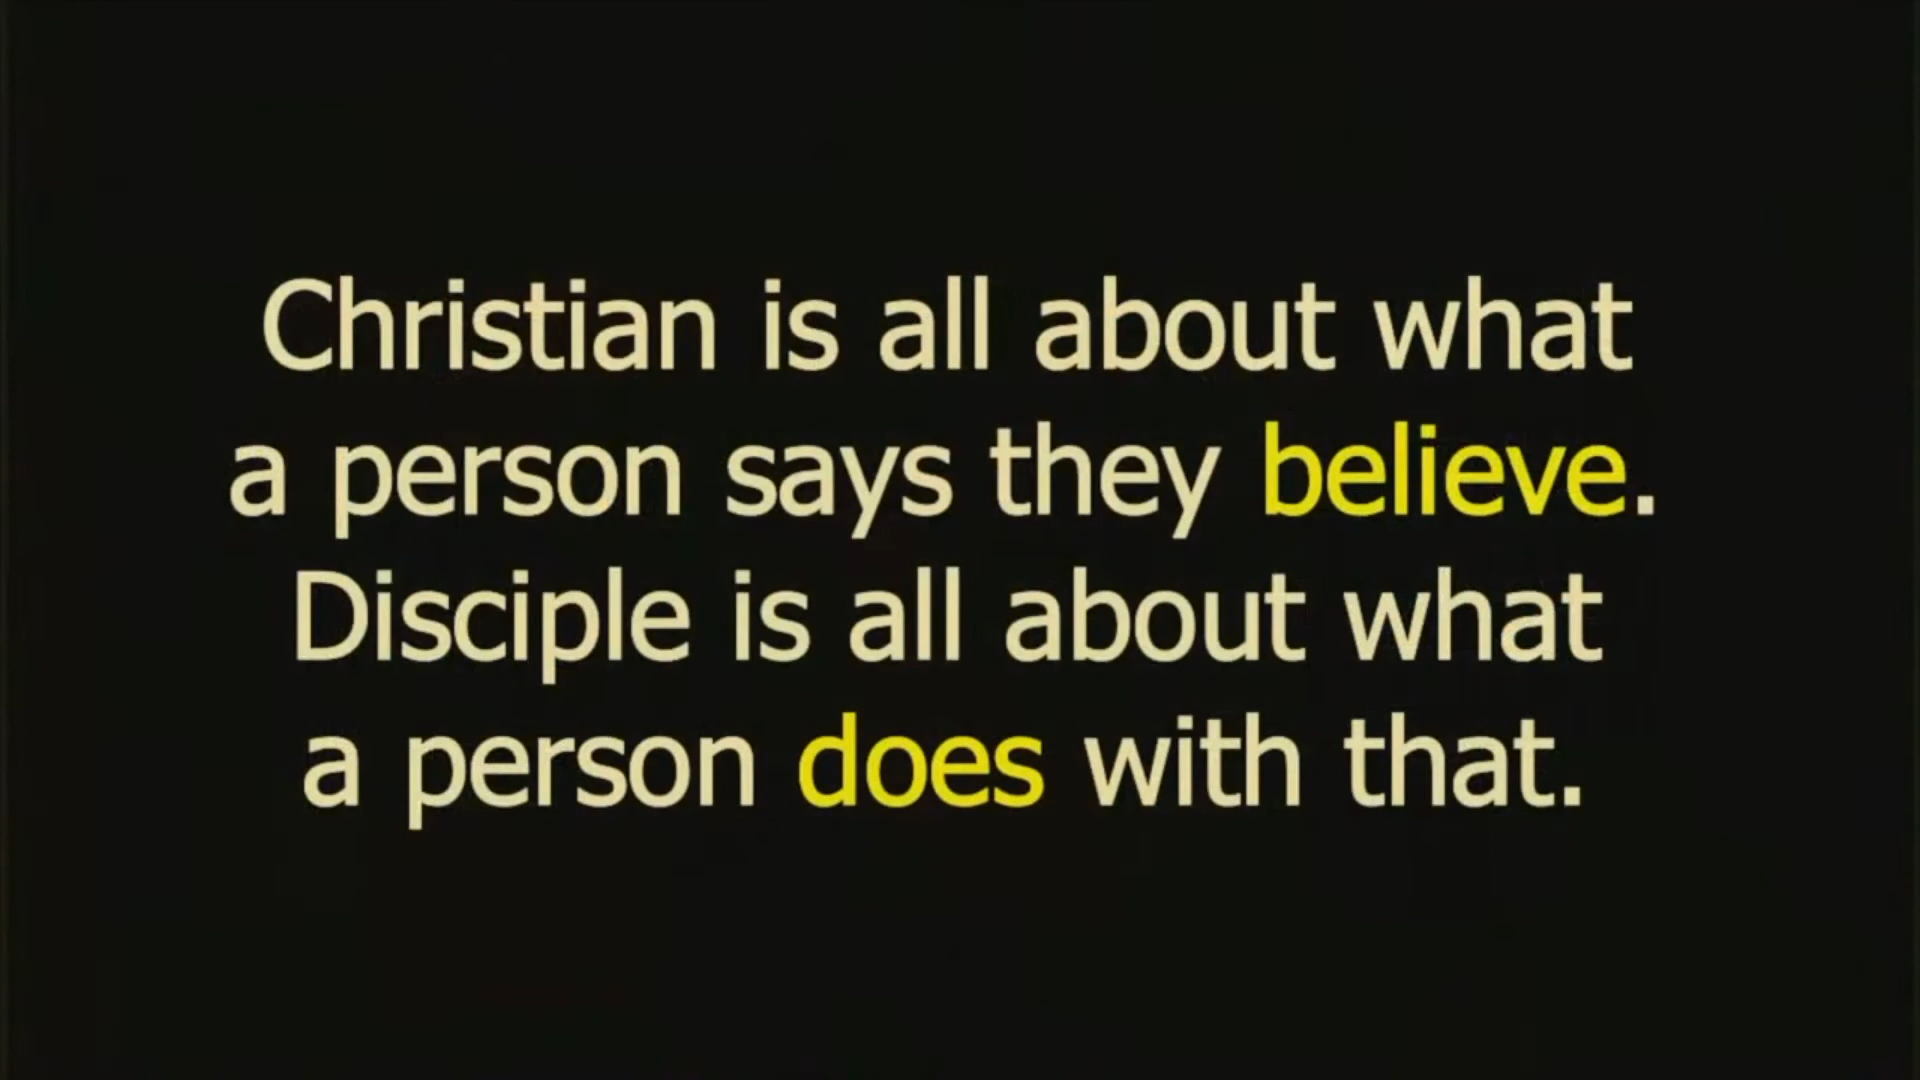 Christian is all about what
a person says they believe.
Disciple is all about what
a person does with that.